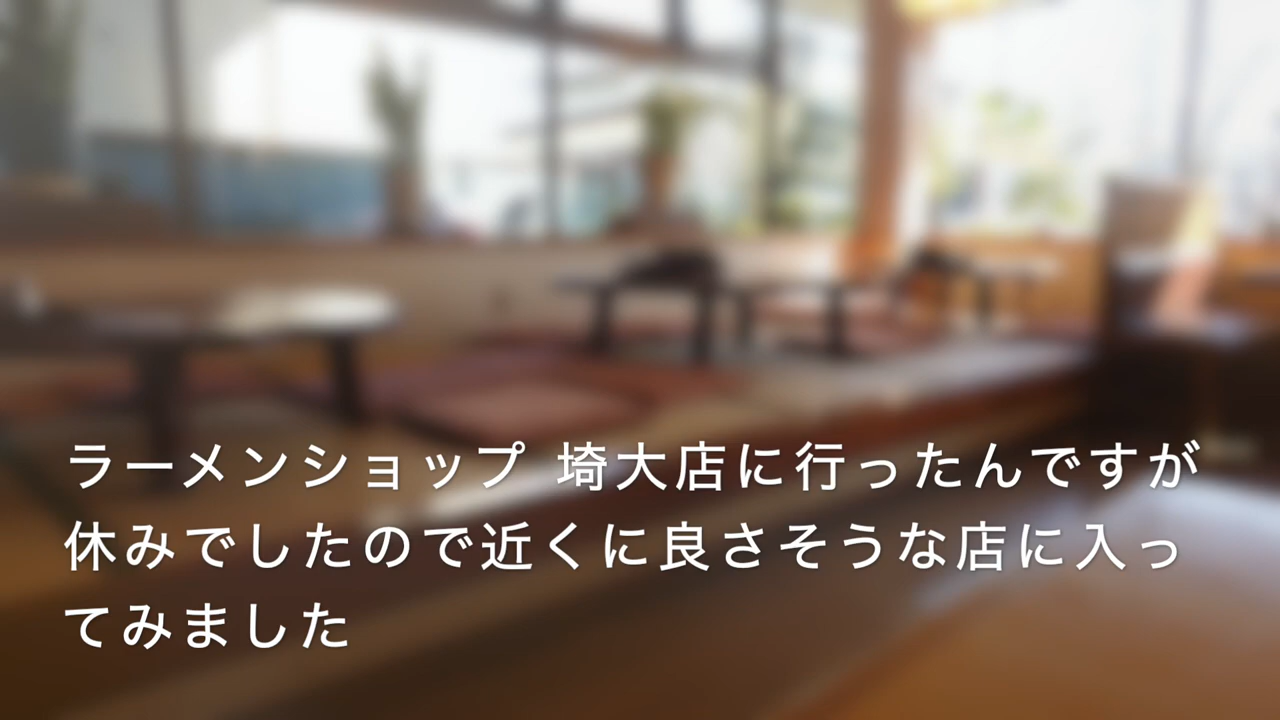 ラーメンショップ 埼大店に行ったんですが
休みでしたので近くに良さそうな店に入っ
てみました